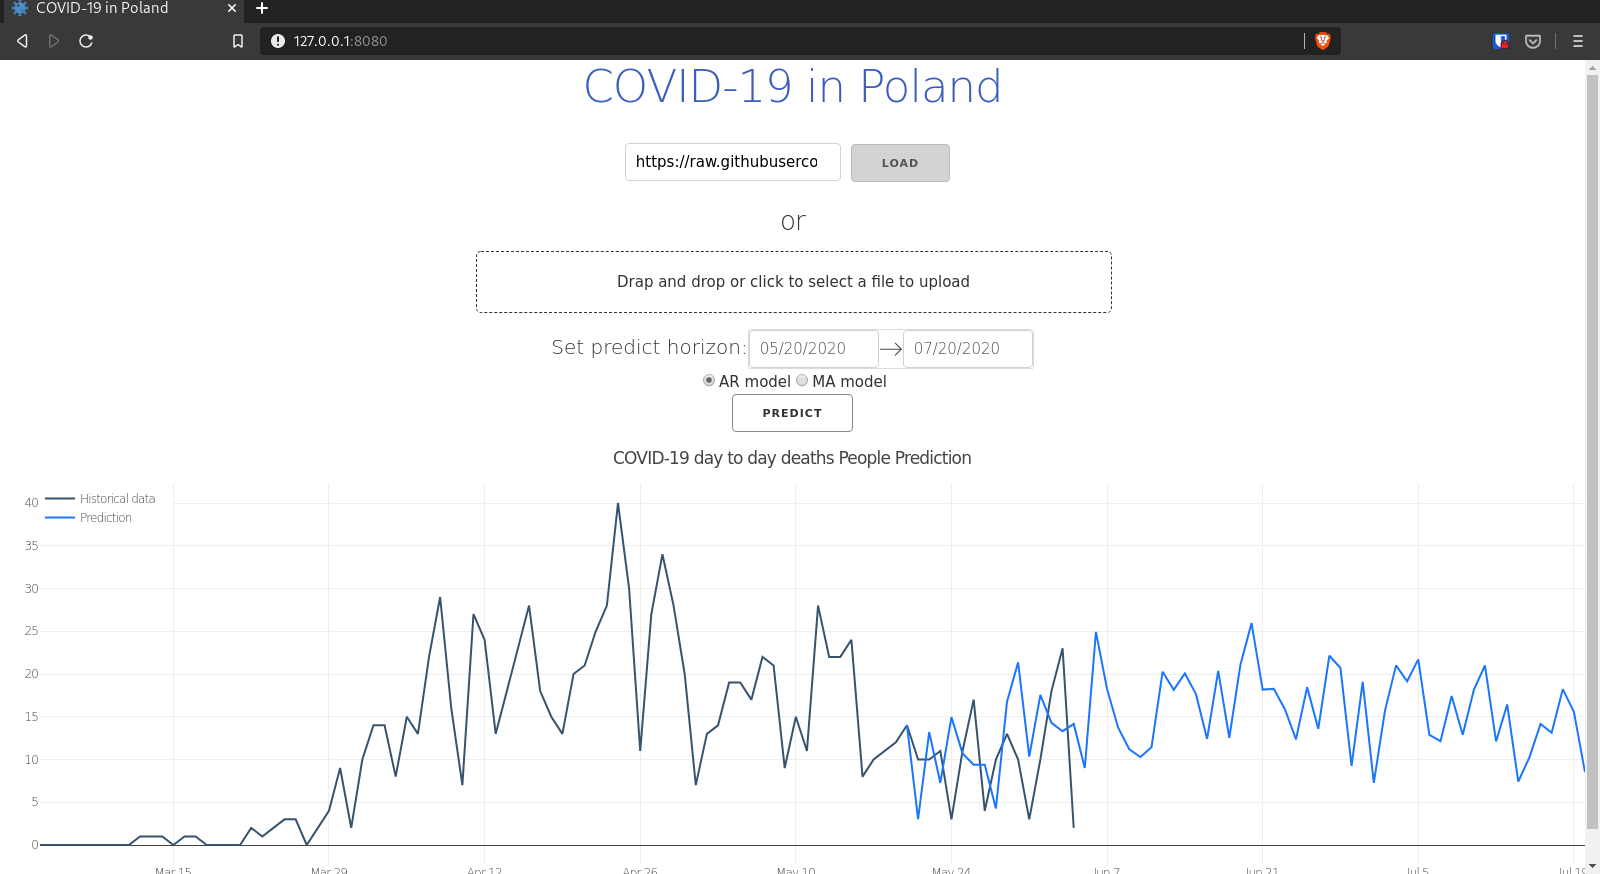 COVID-19 in Poland
127.0.0.1:8080
COVID-19 in Poland
https://raw.githubuserco
LOAD
or
Drap and drop or click to select a file to upload
Set predict horizon: 05/20/2020 → 07/20/2020
AR model MA model
PREDICT
COVID-19 day to day deaths People Prediction
Historical data
Prediction
40
35
30
25
20
15
10
5
0
Mar 15 Mar 29 Apr 12 Apr 26 May 10 May 24 Jun 7 Jun 21 Jul 5 Jul 19